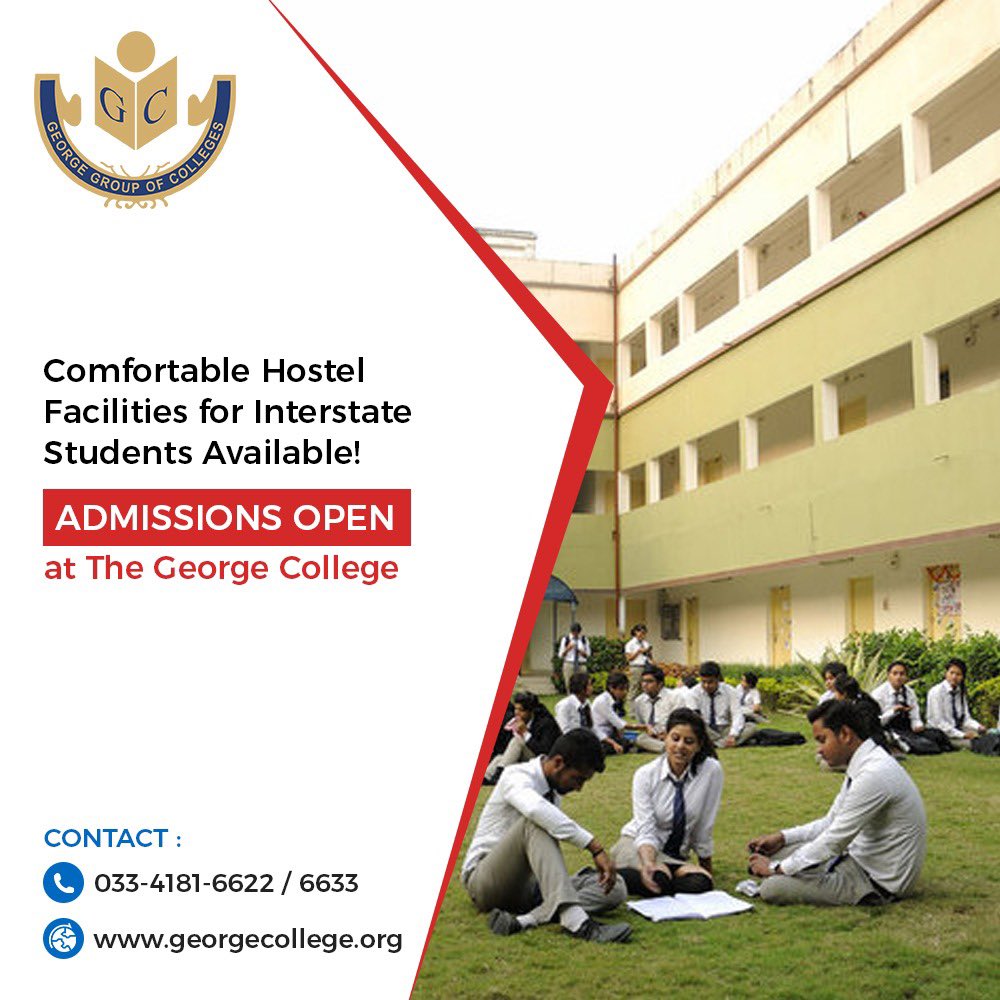 G C
GEORGE GROUP OF COLLEGES
Comfortable Hostel
Facilities for Interstate
Students Available!
ADMISSIONS OPEN
at The George College
CONTACT :
033-4181-6622 / 6633
www.georgecollege.org